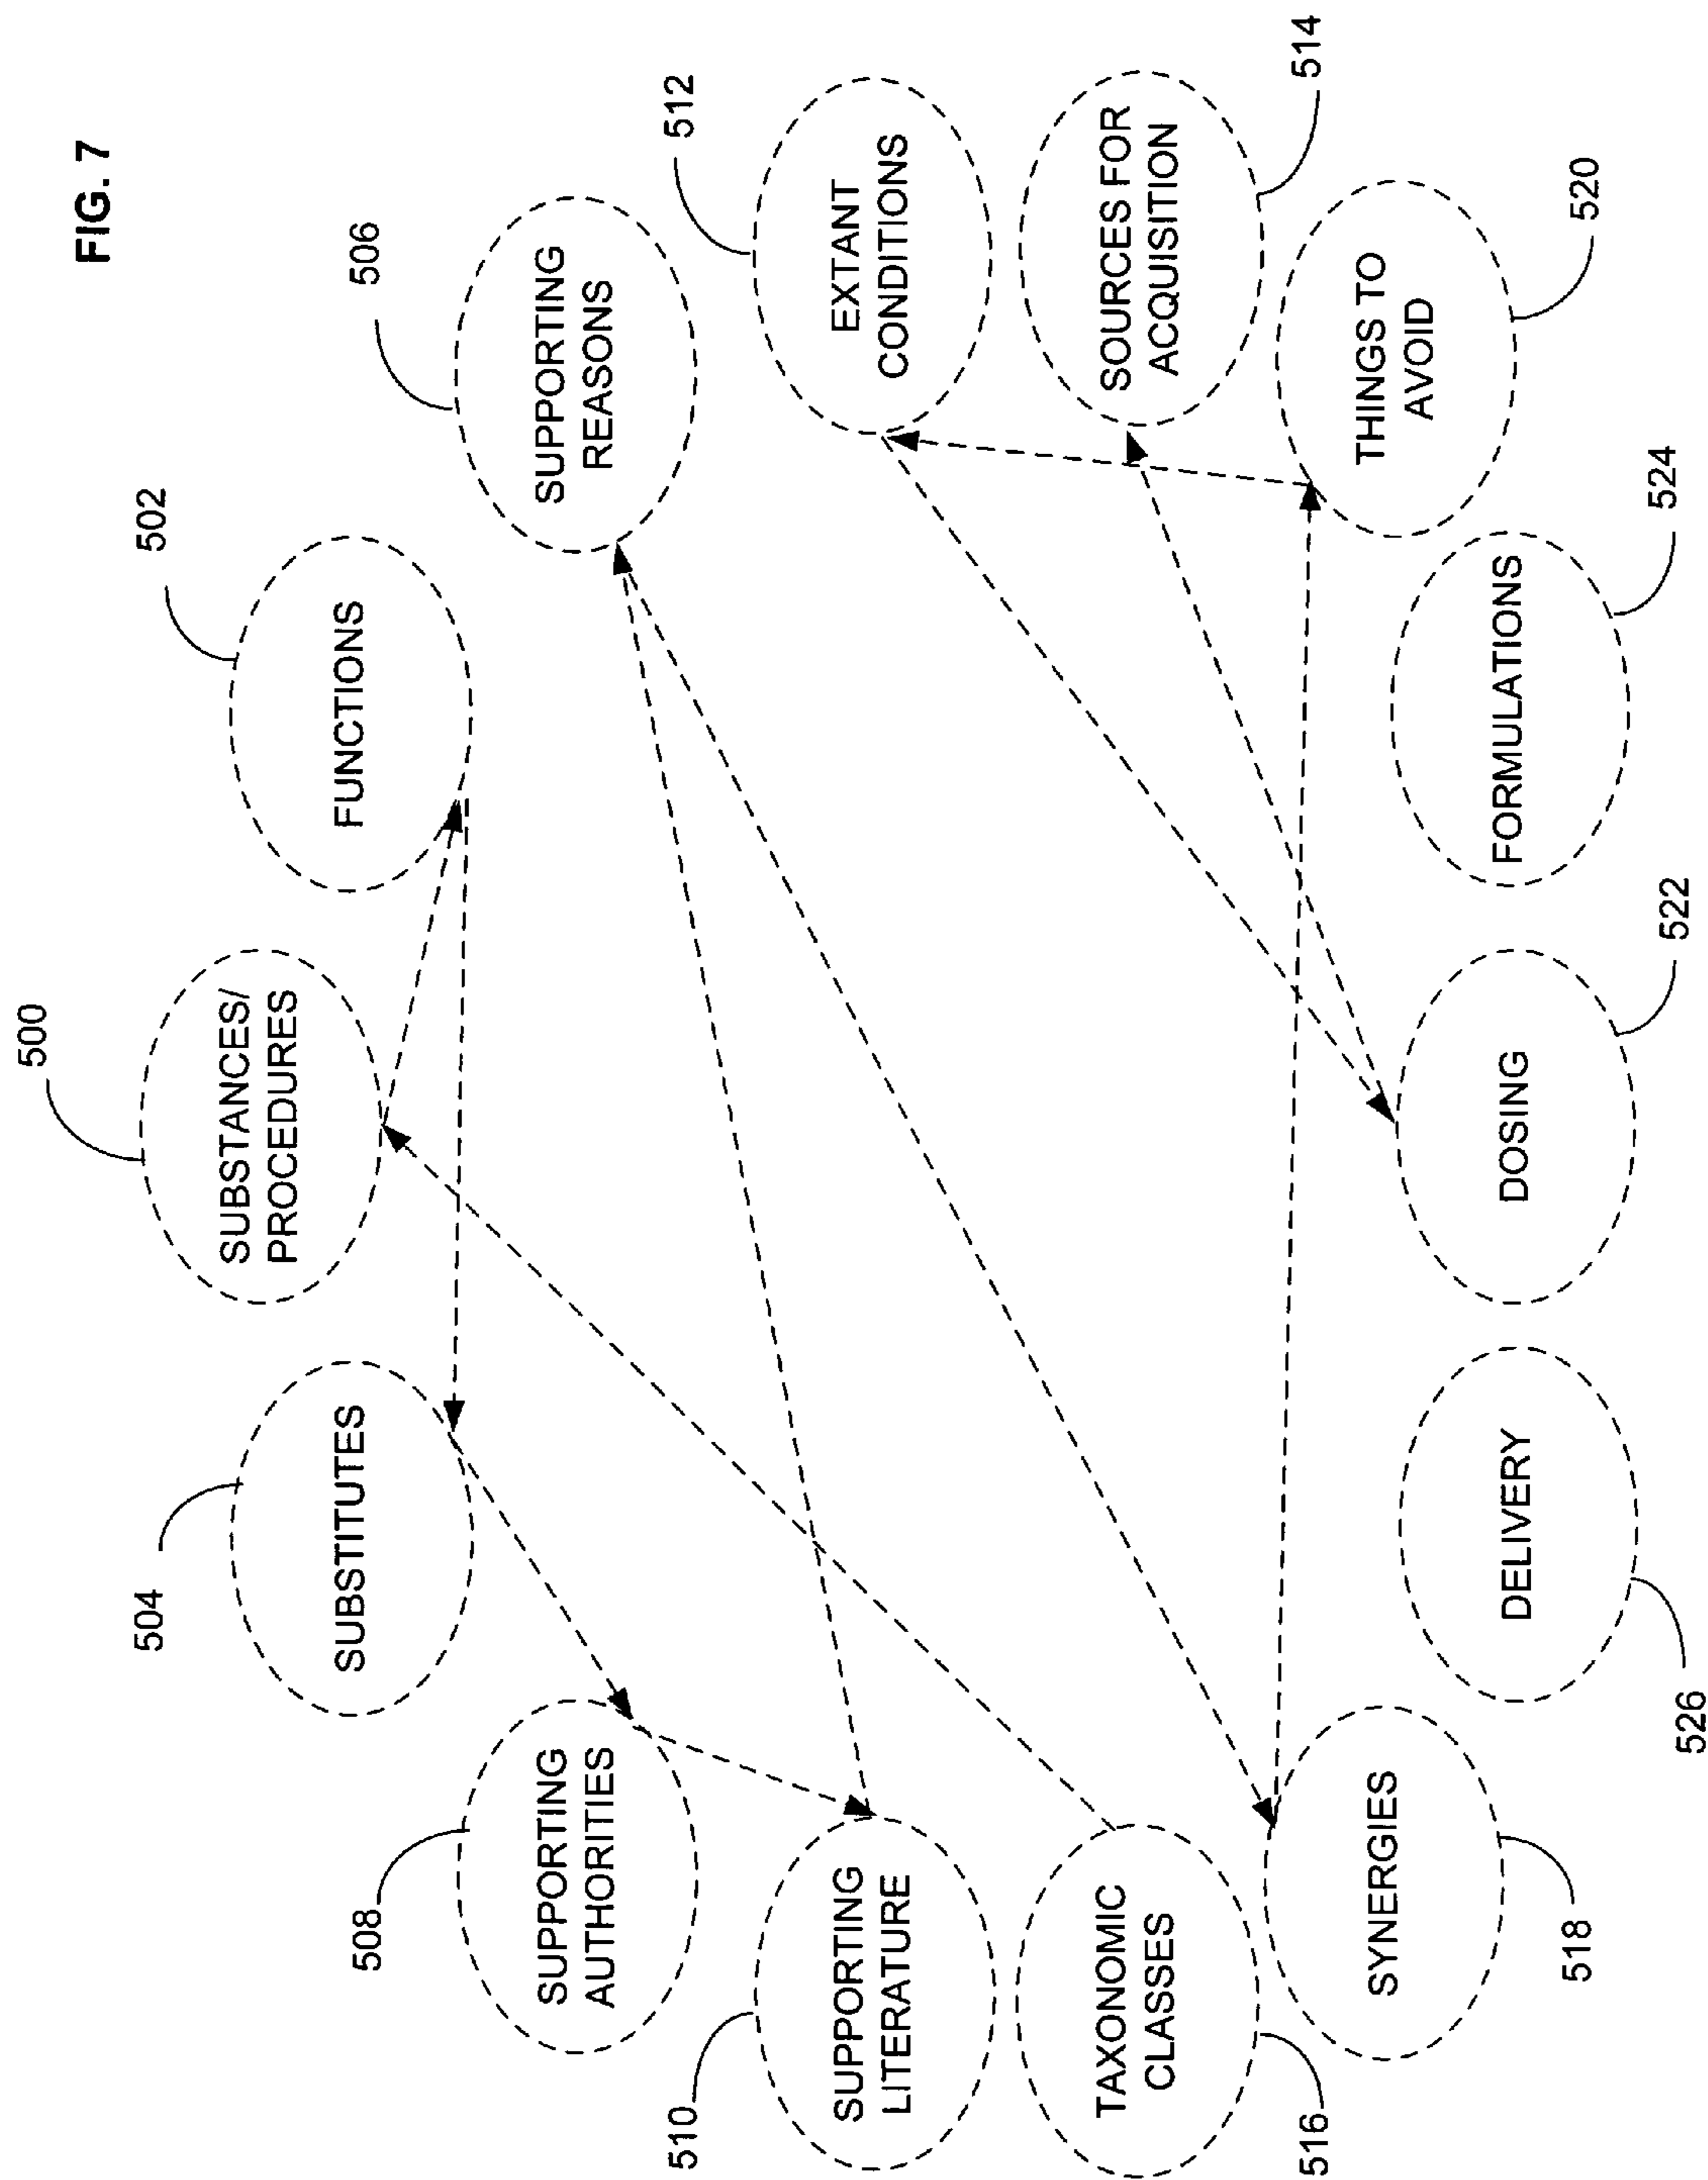 FIG. 7
500
SUBSTANCES/
PROCEDURES
502
FUNCTIONS
504
SUBSTITUTES
506
SUPPORTING
REASONS
508
SUPPORTING
AUTHORITIES
510
SUPPORTING
LITERATURE
512
EXTANT
CONDITIONS
516
TAXONOMIC
CLASSES
514
SOURCES FOR
ACQUISITION
518
SYNERGIES
520
THINGS TO
AVOID
526
DELIVERY
522
DOSING
524
FORMULATIONS